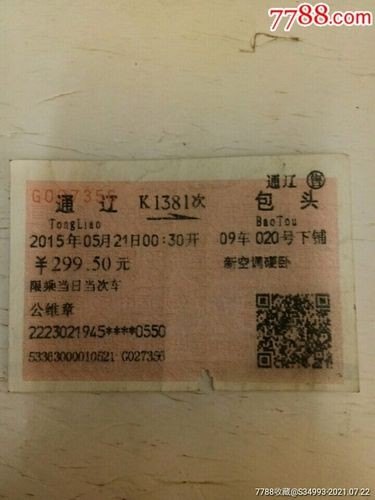 7788.com
G027356
通辽 售
通辽 K1381次 包头
TongLiao BaoTou
2015年05月21日00:30开 09车020号下铺
￥299.50元 新空调硬卧
限乘当日当次车
公维章
2223021945****0550
53363000010521 G027356
7788收藏@S34993-2021.07.22